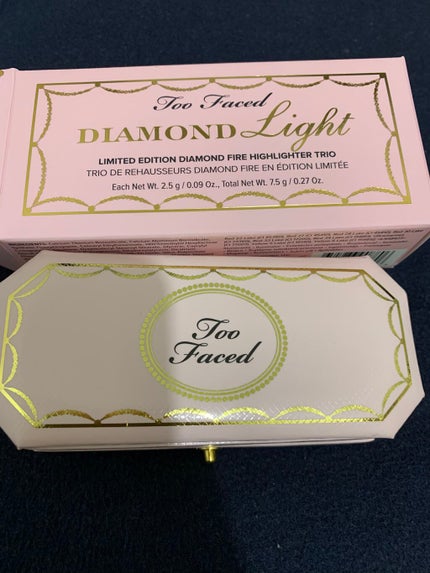 Too Faced
DIAMOND Light
LIMITED EDITION DIAMOND FIRE HIGHLIGHTER TRIO
TRIO DE REHAUSSEURS DIAMOND FIRE EN ÉDITION LIMITÉE
Each Net Wt. 2.5 g / 0.09 Oz., Total Net Wt. 7.5 g / 0.27 Oz.
Too
Faced